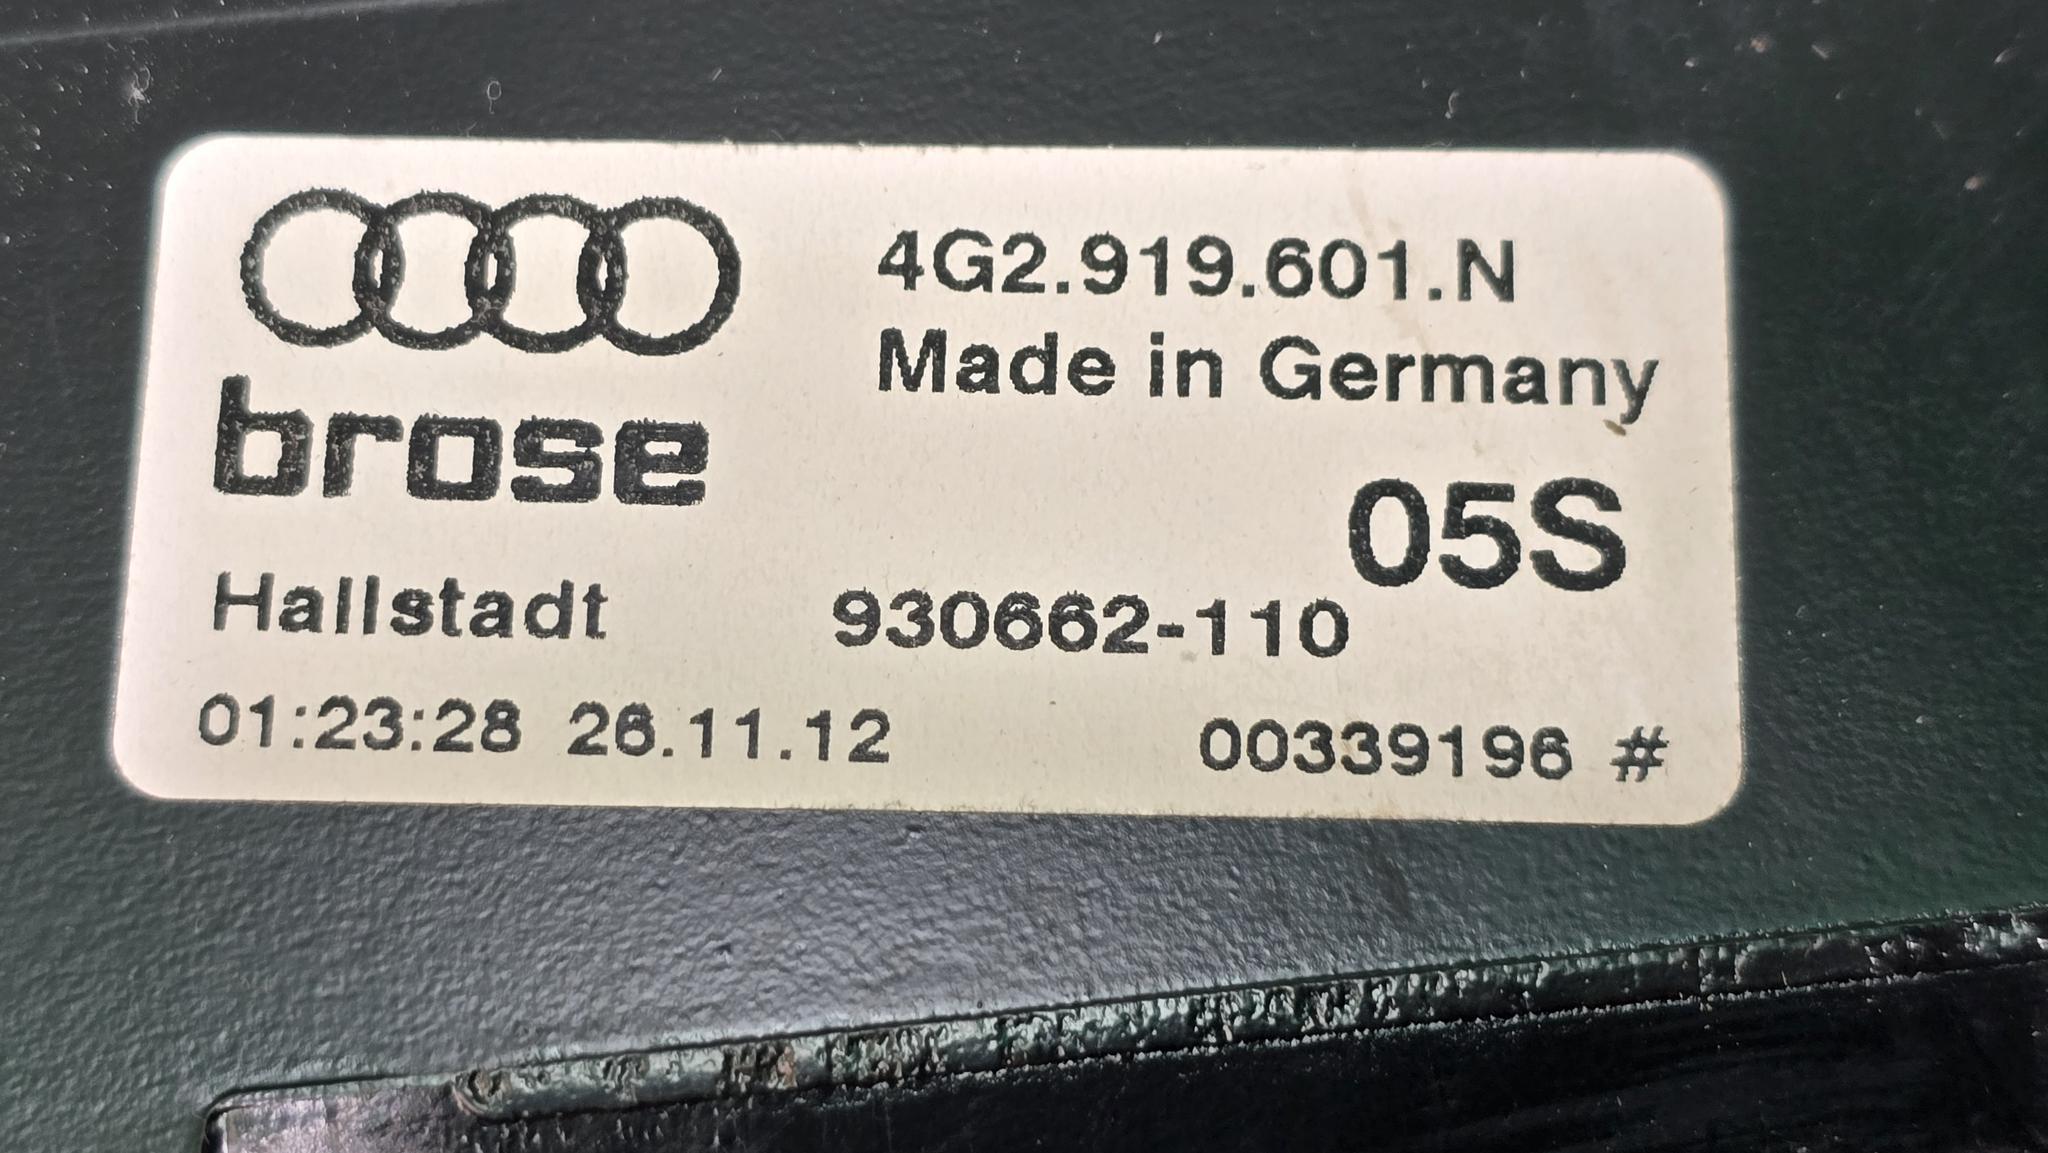 4G2.919.601.N
Made in Germany
brose
05S
Hallstadt 930662-110
01:23:28 26.11.12 00339196 #